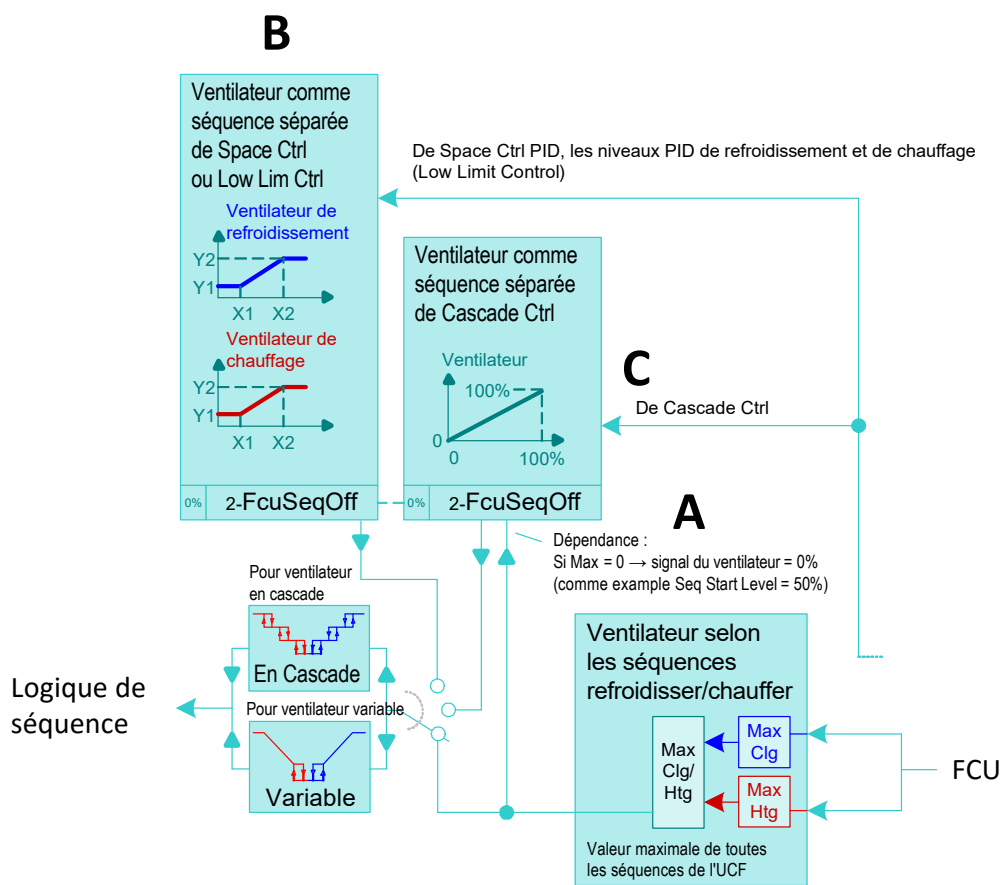 B
Ventilateur comme
séquence séparée
de Space Ctrl
ou Low Lim Ctrl
Ventilateur de
refroidissement
Y2
Y1
X1 X2
Ventilateur de
chauffage
Y2
Y1
X1 X2
0% 2-FcuSeqOff
De Space Ctrl PID, les niveaux PID de refroidissement et de chauffage
(Low Limit Control)
Ventilateur comme
séquence séparée
de Cascade Ctrl
Ventilateur
100%
0
0 100%
0% 2-FcuSeqOff
C
De Cascade Ctrl
A
Dépendance :
Si Max = 0 → signal du ventilateur = 0%
(comme example Seq Start Level = 50%)
Pour ventilateur
en cascade
En Cascade
Pour ventilateur variable
Variable
Logique de
séquence
Ventilateur selon
les séquences
refroidisser/chauffer
Max
Clg/
Htg
Max
Clg
Max
Htg
Valeur maximale de toutes
les séquences de l'UCF
FCU